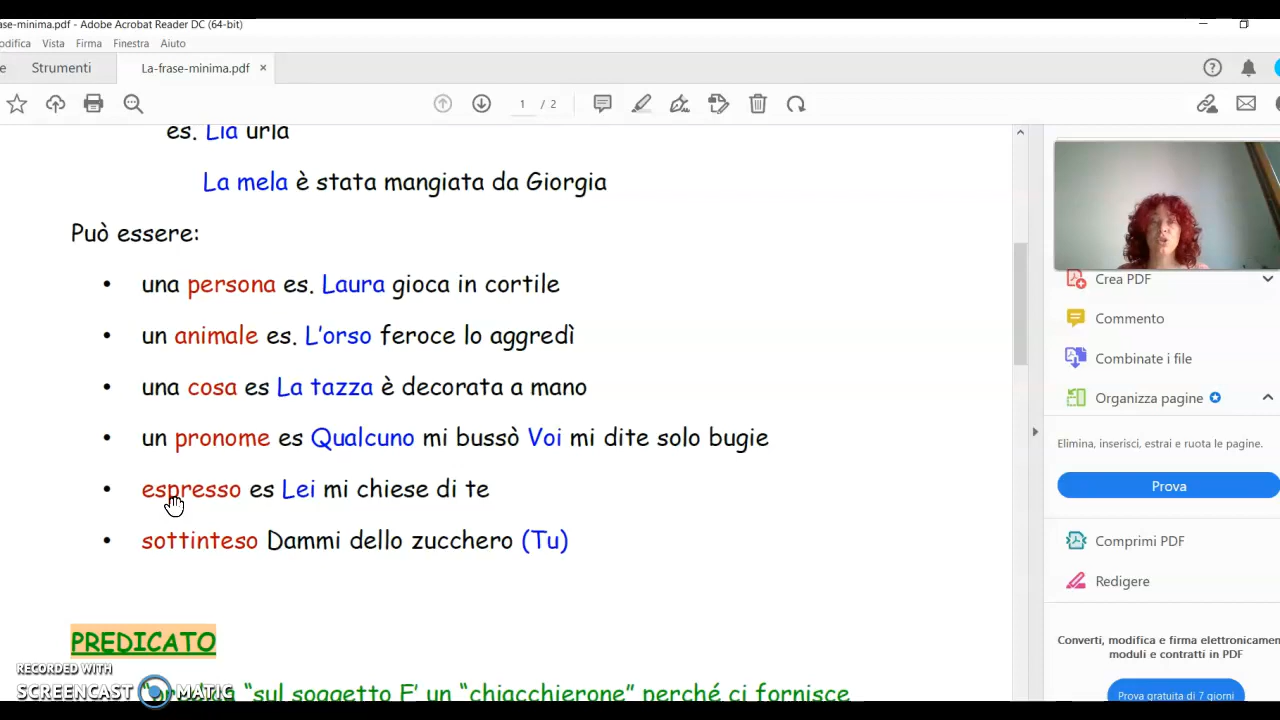 ase-minima.pdf - Adobe Acrobat Reader DC (64-bit)
odifica Vista Firma Finestra Aiuto
e Strumenti La-frase-minima.pdf ×
1 / 2
es. Lia urla
La mela è stata mangiata da Giorgia
Può essere:
• una persona es. Laura gioca in cortile
• un animale es. L'orso feroce lo aggredì
• una cosa es La tazza è decorata a mano
• un pronome es Qualcuno mi bussò Voi mi dite solo bugie
• espresso es Lei mi chiese di te
• sottinteso Dammi dello zucchero (Tu)
PREDICATO
"sul soggetto E' un "chiacchierone" perché ci fornisce
RECORDED WITH
SCREENCAST MATIC
Crea PDF
Commento
Combinate i file
Organizza pagine
Elimina, inserisci, estrai e ruota le pagine.
Prova
Comprimi PDF
Redigere
Converti, modifica e firma elettronicamen
moduli e contratti in PDF
Prova gratuita di 7 giorni